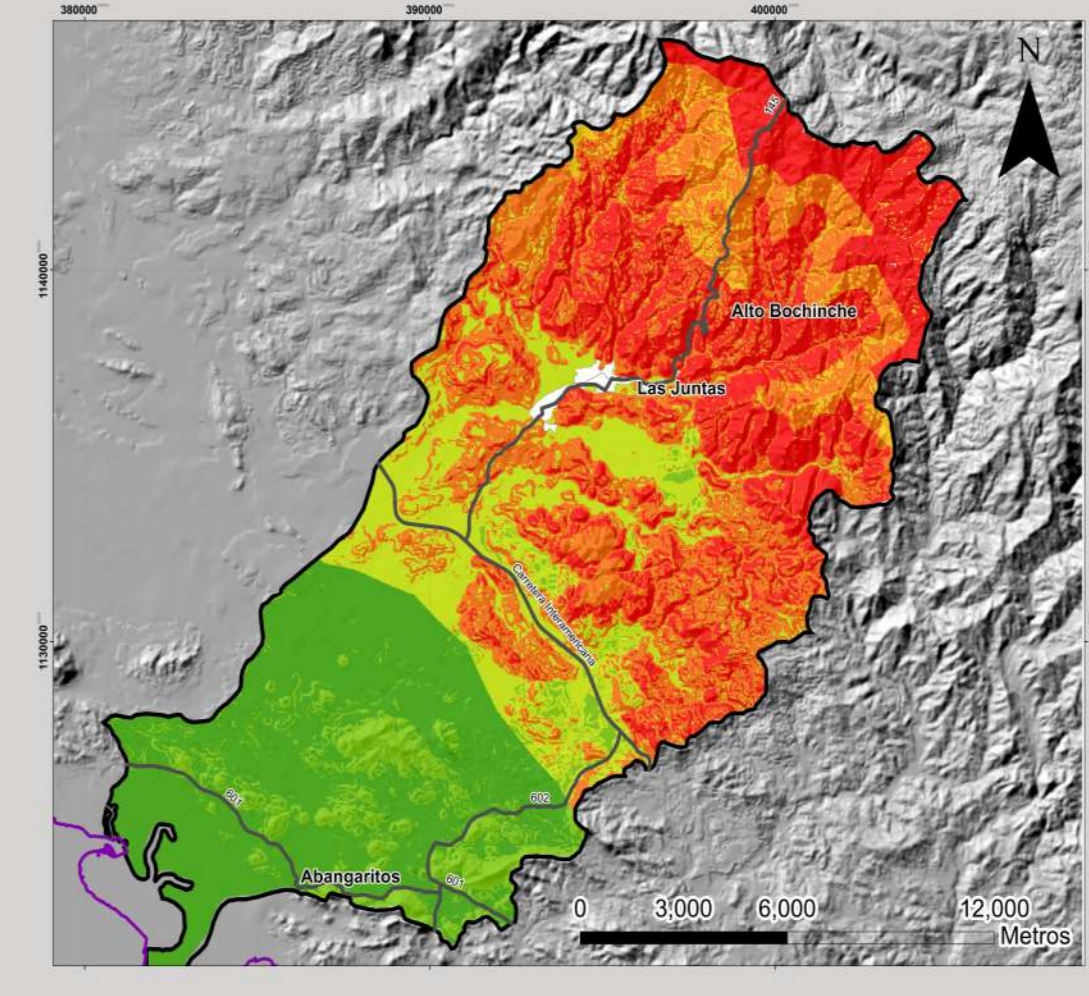 380000
390000
400000
N
145
1140000
Alto Bochinche
Las Juntas
Carretera Interamericana
1130000
602
601
Abangaritos
601
0 3,000 6,000 12,000
Metros